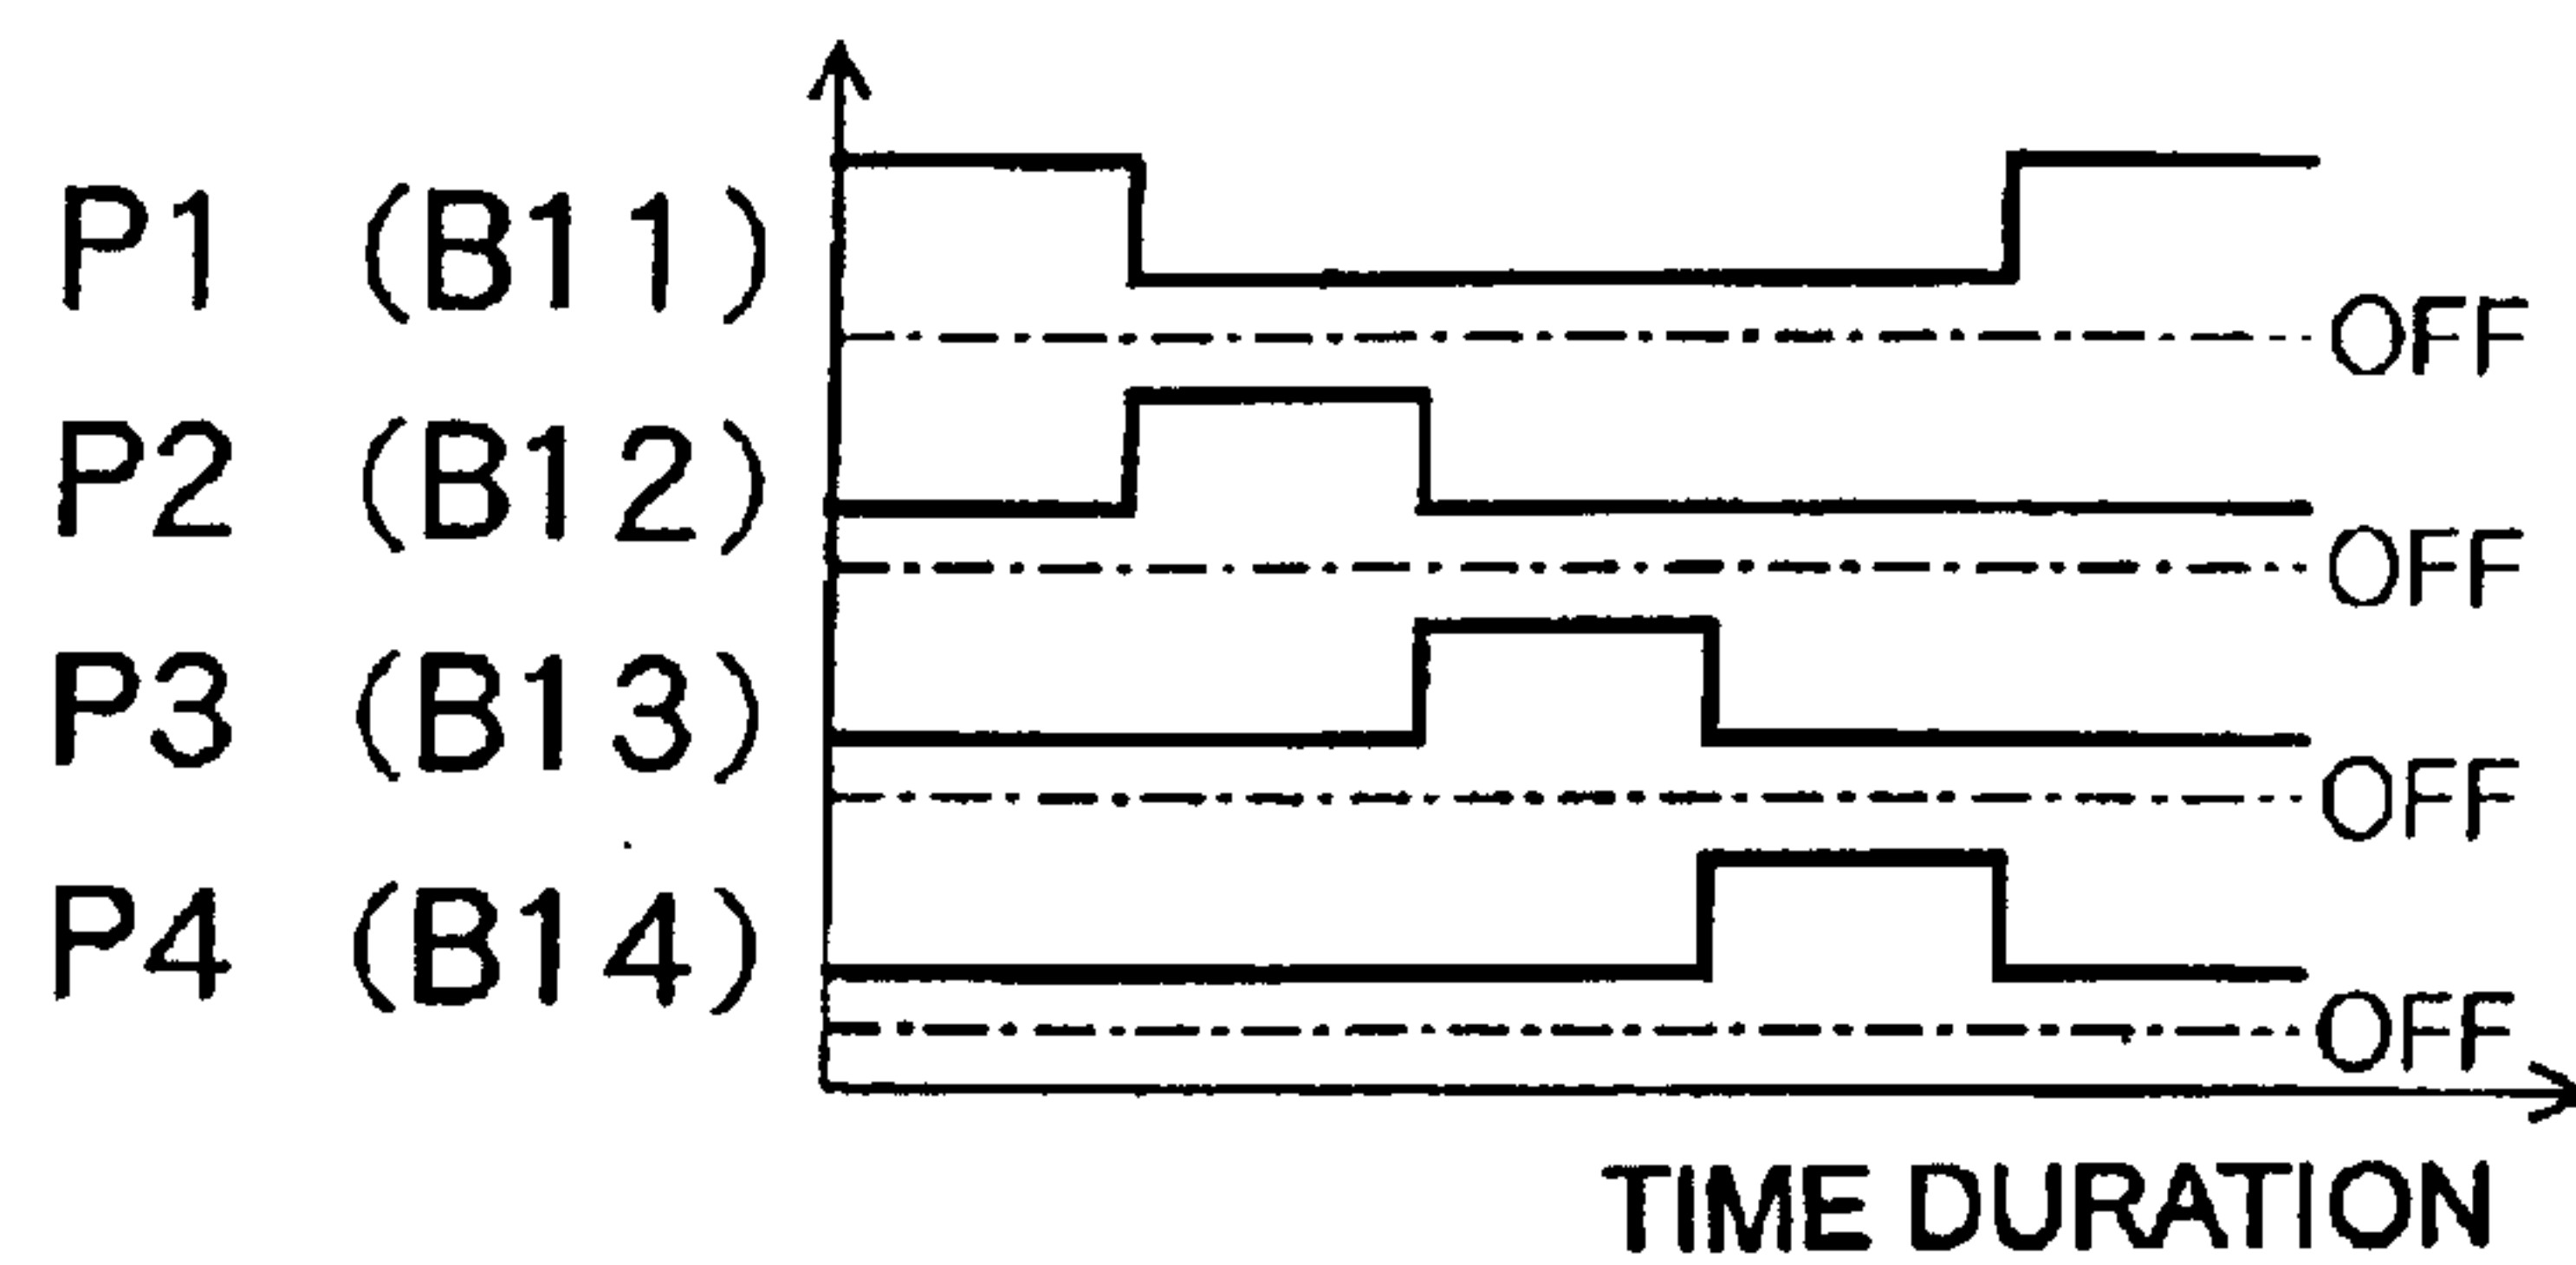 P1 (B11)
OFF
P2 (B12)
OFF
P3 (B13)
OFF
P4 (B14)
OFF
TIME DURATION